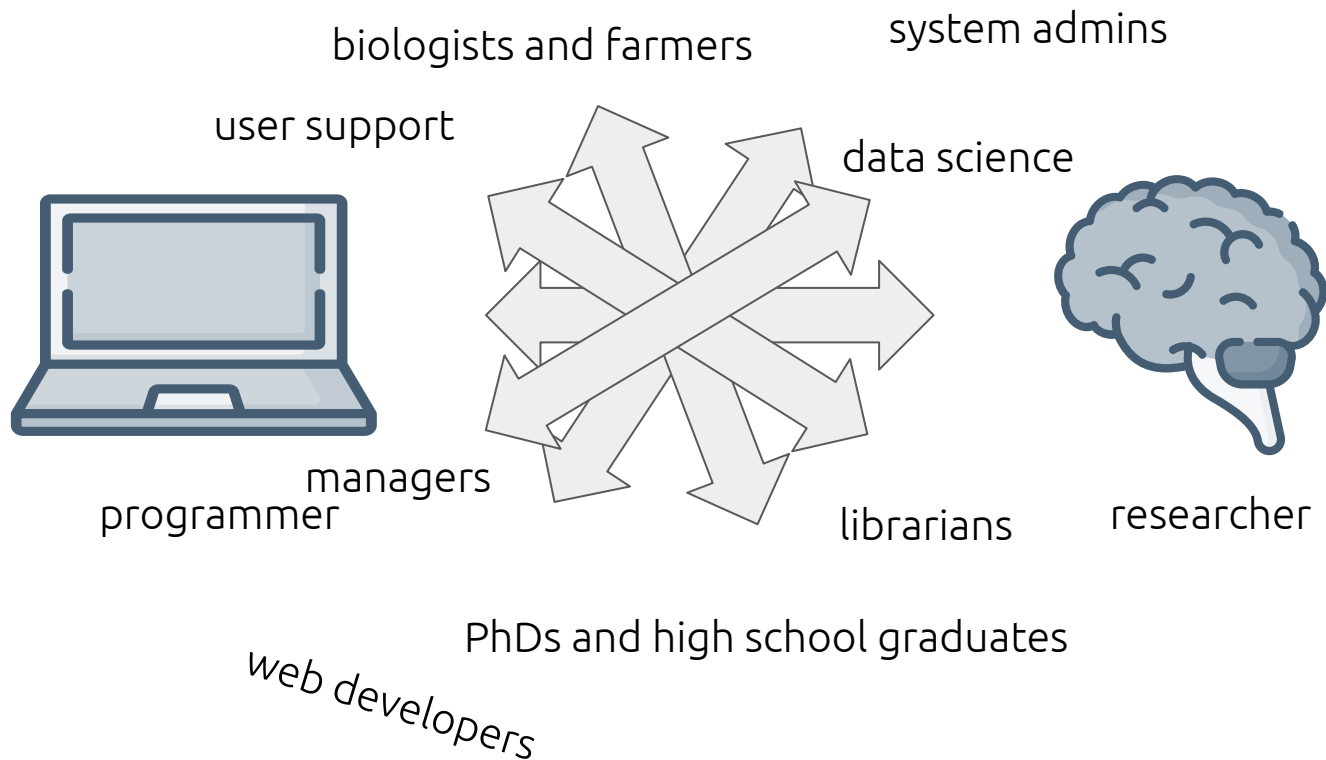 system admins
biologists and farmers
user support
data science
managers
programmer
librarians
researcher
PhDs and high school graduates
web developers